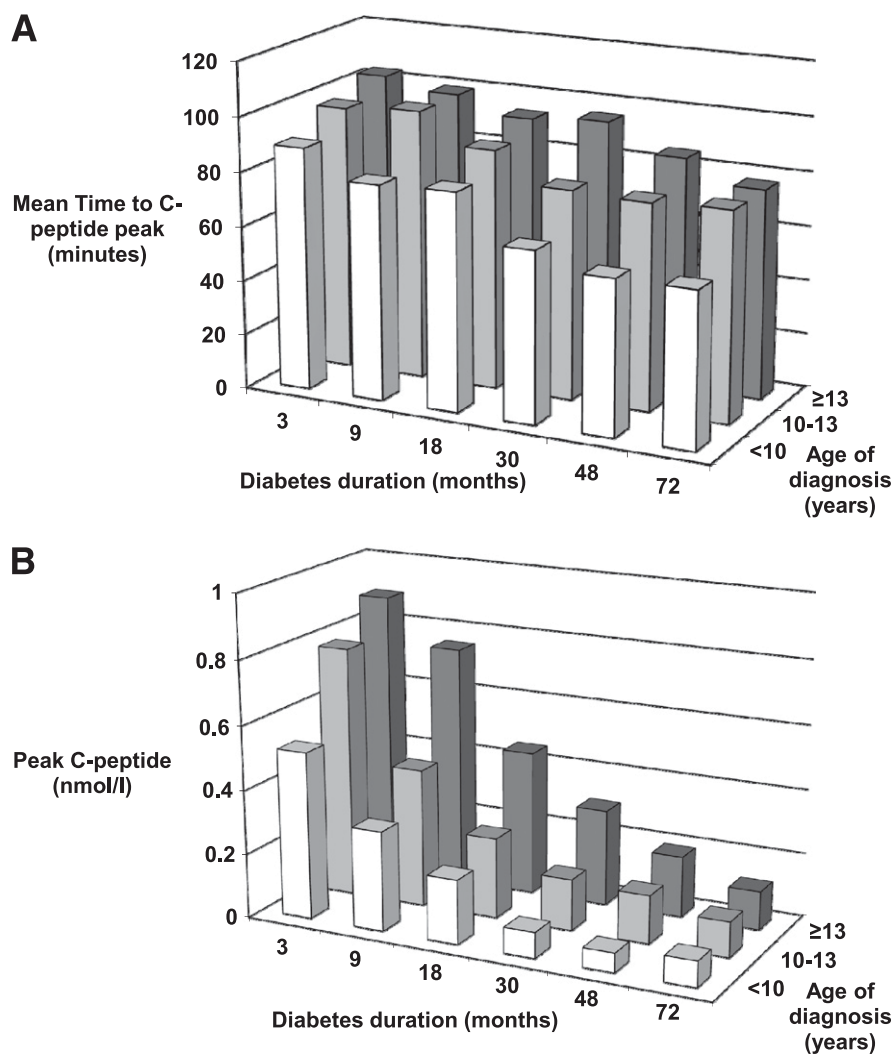 A
120
100
80
60
40
20
0
Mean Time to C-
peptide peak
(minutes)
3
9
18
30
48
72
Diabetes duration (months)
≥13
10-13
<10
Age of
diagnosis
(years)
B
1
0.8
0.6
0.4
0.2
0
Peak C-peptide
(nmol/l)
3
9
18
30
48
72
Diabetes duration (months)
≥13
10-13
<10
Age of
diagnosis
(years)